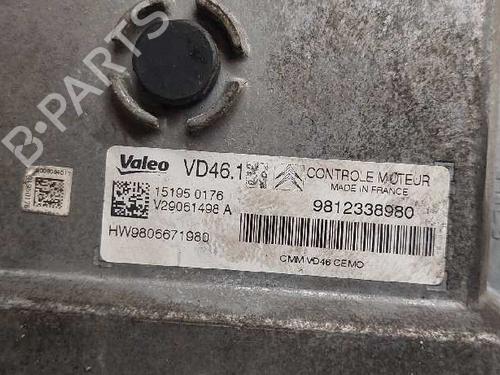 B-PARTS
Valeo VD46.1 CONTROLE MOTEUR
MADE IN FRANCE
15195 0176
V29061498 A
9812338980
HW9806671980
CMM VD46 CEMO